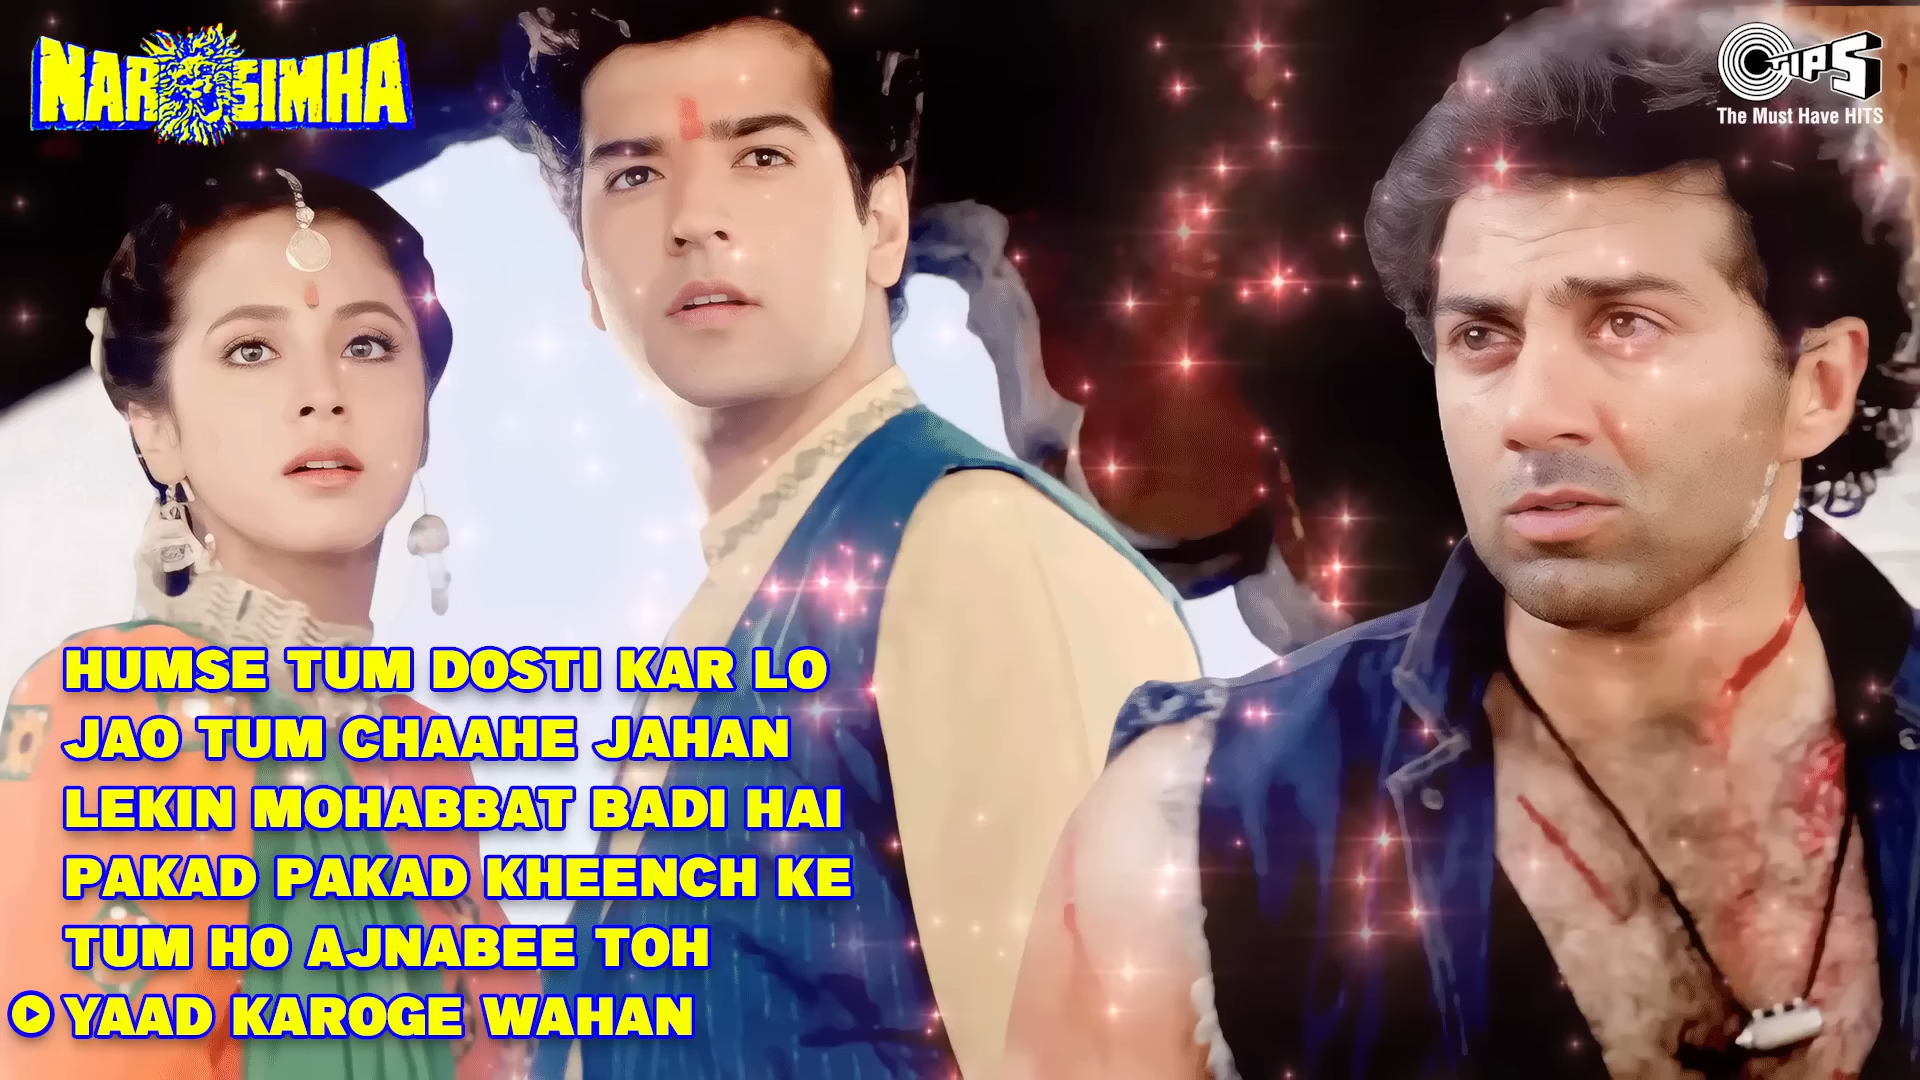 NARASIMHA
TIPS
The Must Have HITS
HUMSE TUM DOSTI KAR LO
JAO TUM CHAAHE JAHAN
LEKIN MOHABBAT BADI HAI
PAKAD PAKAD KHEENCH KE
TUM HO AJNABEE TOH
YAAD KAROGE WAHAN